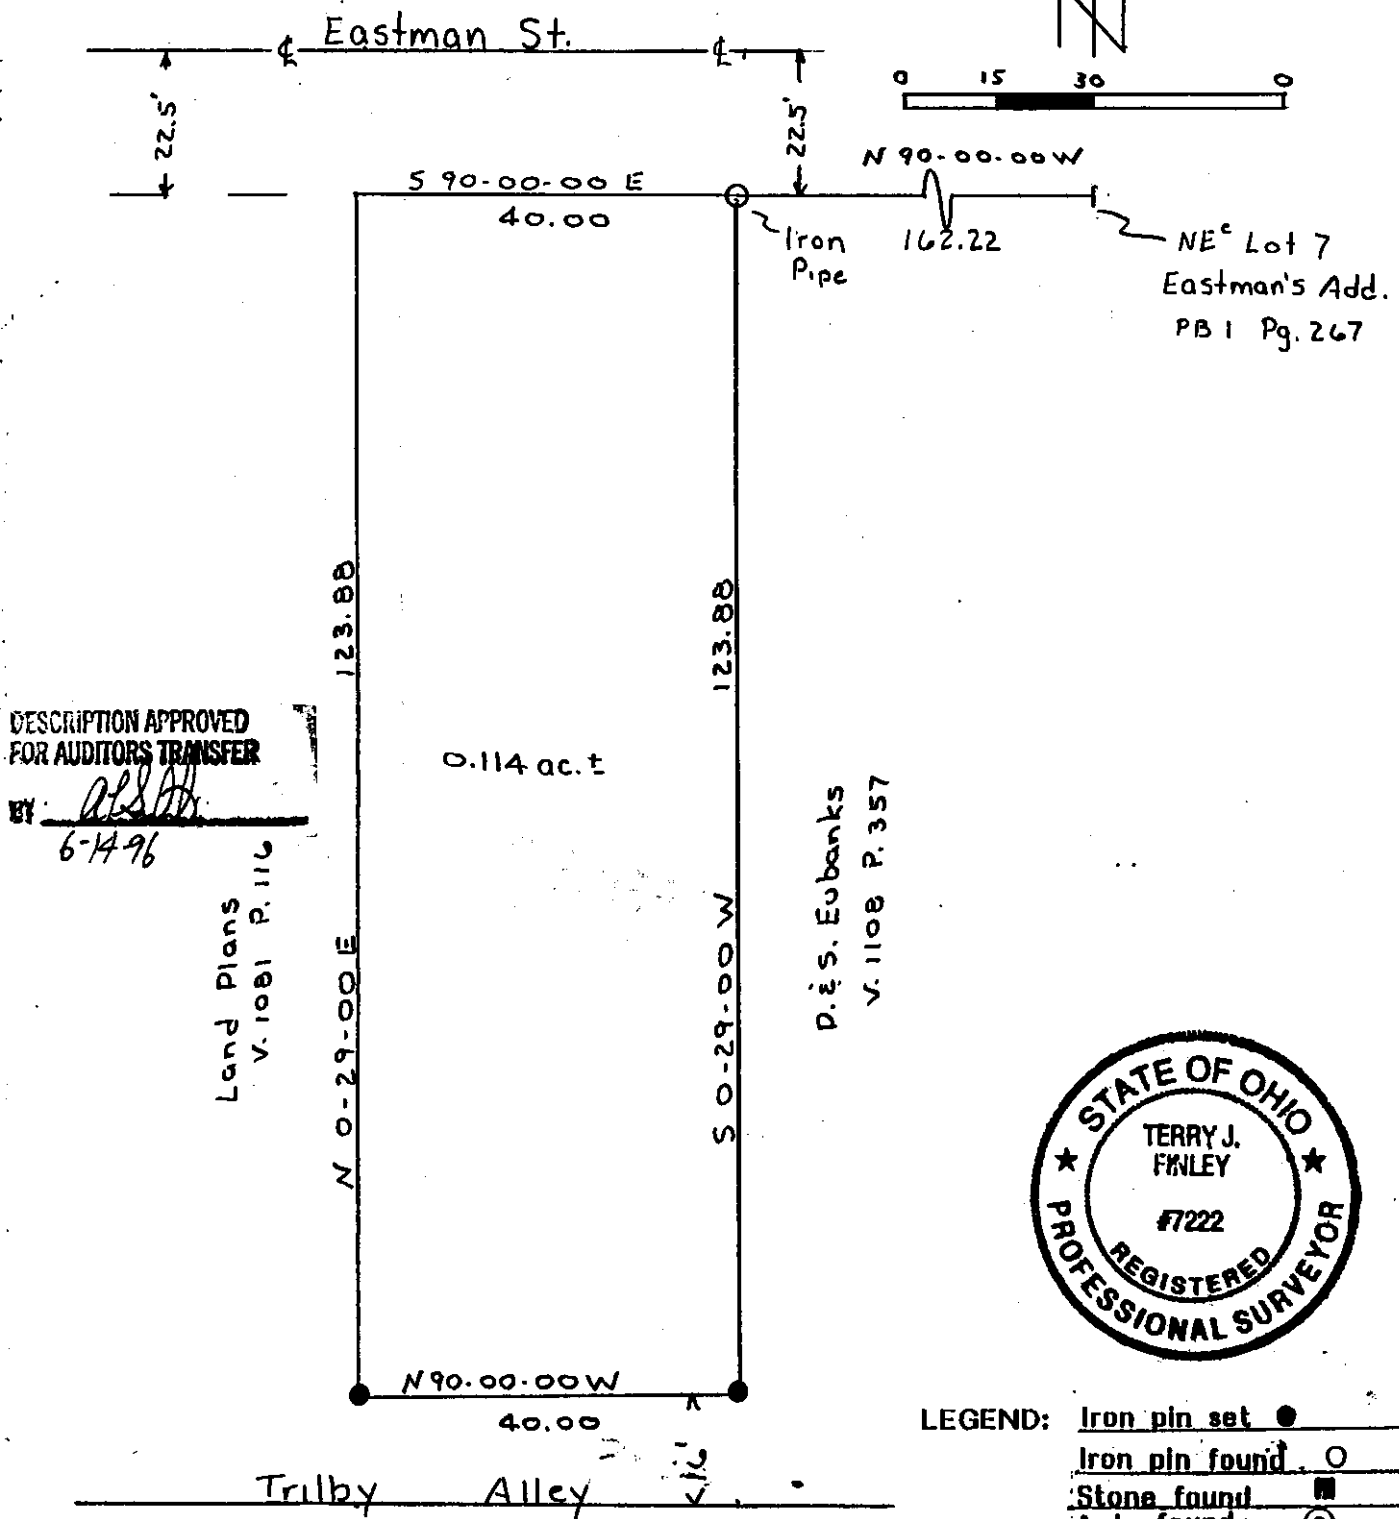 Eastman St.
℄ ℄
22.5'
22.5'
0 15 30 0
N 90-00-00 W
S 90-00-00 E
40.00
Iron
Pipe
162.22
NEᶜ Lot 7
Eastman's Add.
PB 1 Pg. 267
123.88
123.88
DESCRIPTION APPROVED
FOR AUDITORS TRANSFER
BY
6-14-96
0.114 ac.±
Land Plans
V. 1081 P. 116
N 0-29-00 E
S 0-29-00 W
D. & S. Eubanks
V. 1108 P. 357
STATE OF OHIO
TERRY J.
FINLEY
#7222
REGISTERED
PROFESSIONAL SURVEYOR
N 90-00-00 W
40.00
16'
Trilby Alley
LEGEND: Iron pin set
Iron pin found
Stone found
found